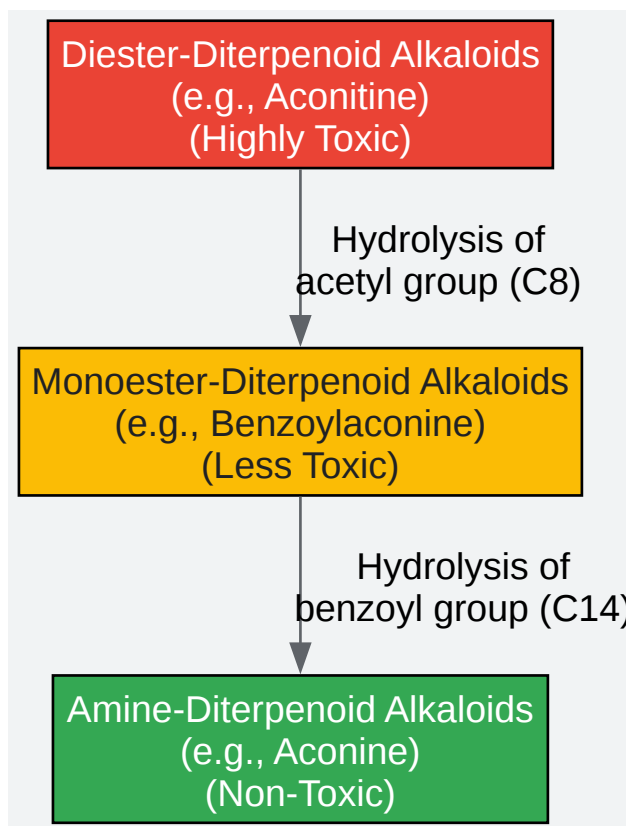 Diester-Diterpenoid Alkaloids
(e.g., Aconitine)
(Highly Toxic)
Hydrolysis of
acetyl group (C8)
Monoester-Diterpenoid Alkaloids
(e.g., Benzoylaconine)
(Less Toxic)
Hydrolysis of
benzoyl group (C14)
Amine-Diterpenoid Alkaloids
(e.g., Aconine)
(Non-Toxic)